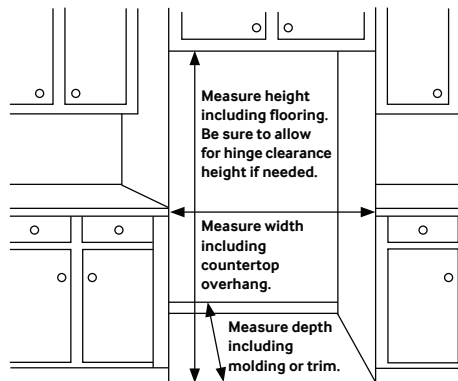 Measure height
including flooring.
Be sure to allow
for hinge clearance
height if needed.
Measure width
including
countertop
overhang.
Measure depth
including
molding or trim.